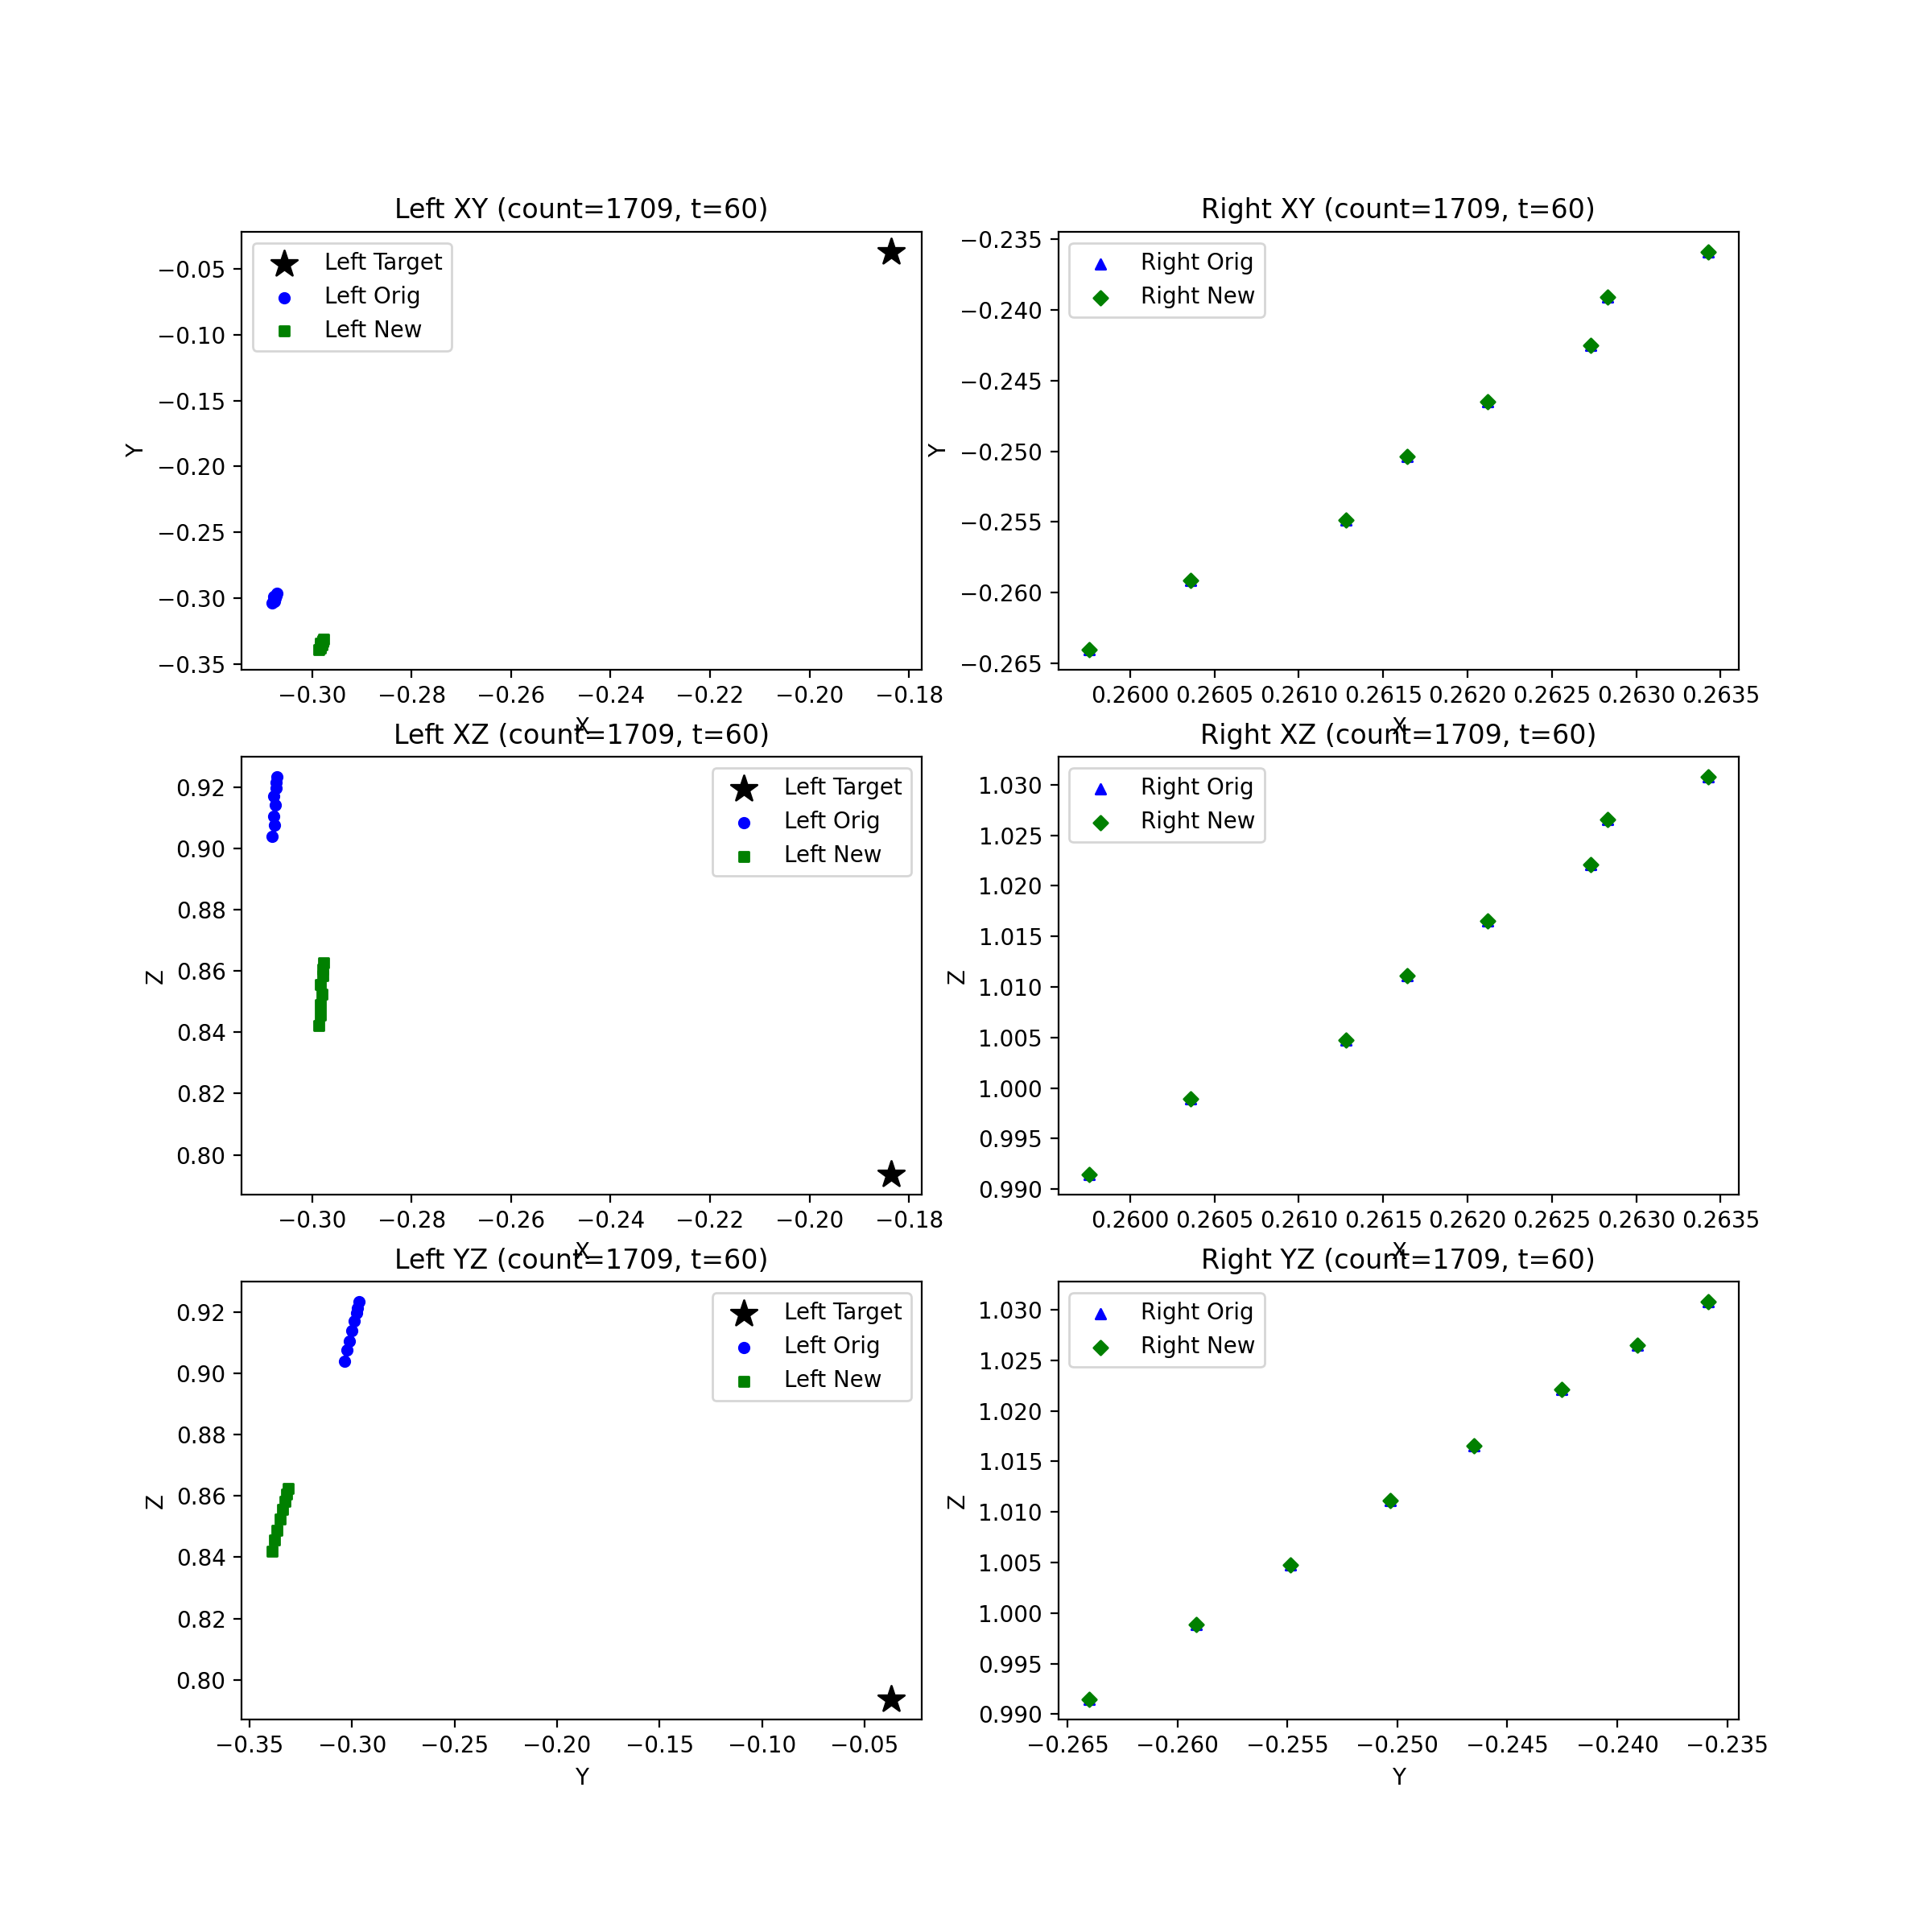 Left XY (count=1709, t=60)
Left Target
Left Orig
Left New
−0.05
−0.10
−0.15
−0.20
−0.25
−0.30
−0.35
Y
−0.30 −0.28 −0.26 −0.24 −0.22 −0.20 −0.18
X
Right XY (count=1709, t=60)
Right Orig
Right New
−0.235
−0.240
−0.245
−0.250
−0.255
−0.260
−0.265
Y
0.2600 0.2605 0.2610 0.2615 0.2620 0.2625 0.2630 0.2635
X
Left XZ (count=1709, t=60)
Left Target
Left Orig
Left New
0.92
0.90
0.88
0.86
0.84
0.82
0.80
Z
−0.30 −0.28 −0.26 −0.24 −0.22 −0.20 −0.18
X
Right XZ (count=1709, t=60)
Right Orig
Right New
1.030
1.025
1.020
1.015
1.010
1.005
1.000
0.995
0.990
Z
0.2600 0.2605 0.2610 0.2615 0.2620 0.2625 0.2630 0.2635
X
Left YZ (count=1709, t=60)
Left Target
Left Orig
Left New
0.92
0.90
0.88
0.86
0.84
0.82
0.80
Z
−0.35 −0.30 −0.25 −0.20 −0.15 −0.10 −0.05
Y
Right YZ (count=1709, t=60)
Right Orig
Right New
1.030
1.025
1.020
1.015
1.010
1.005
1.000
0.995
0.990
Z
−0.265 −0.260 −0.255 −0.250 −0.245 −0.240 −0.235
Y